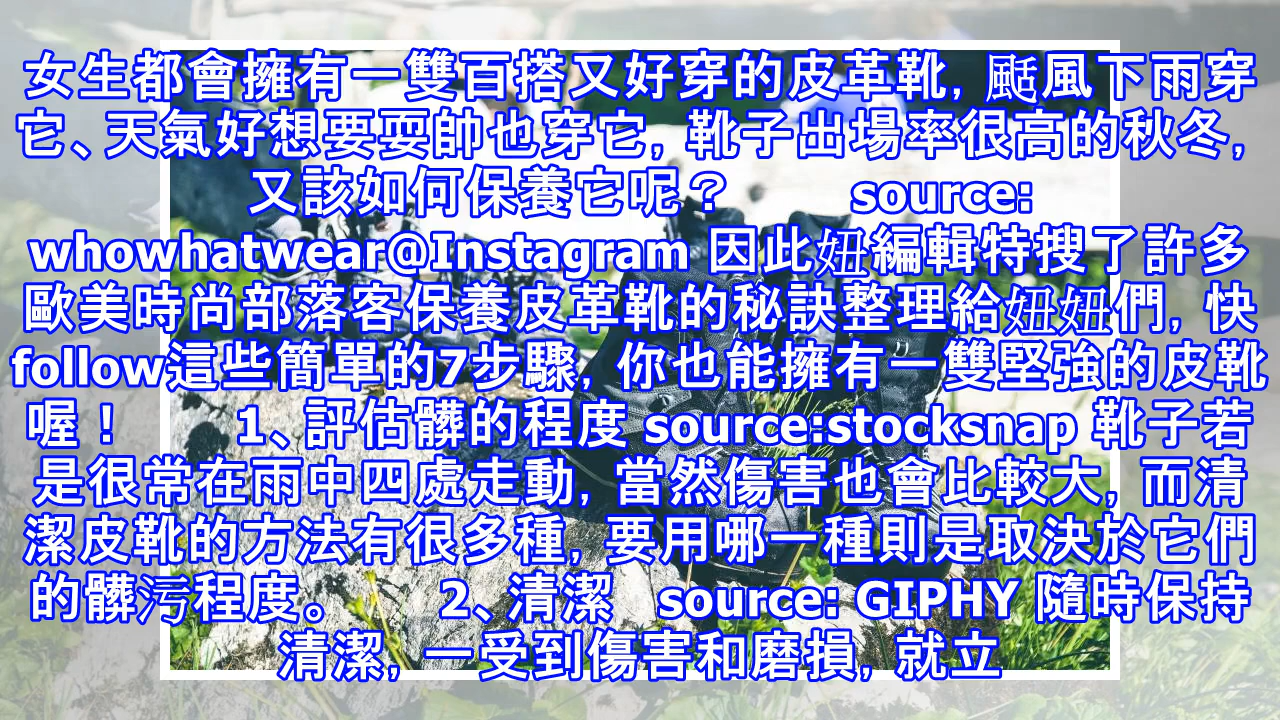 女生都會擁有一雙百搭又好穿的皮革靴, 颳風下雨穿
它、天氣好想要耍帥也穿它, 靴子出場率很高的秋冬,
又該如何保養它呢？ source:
whowhatwear@Instagram 因此妞編輯特搜了許多
歐美時尚部落客保養皮革靴的秘訣整理給妞妞們, 快
follow這些簡單的7步驟, 你也能擁有一雙堅強的皮靴
喔！ 1、評估髒的程度 source:stocksnap 靴子若
是很常在雨中四處走動, 當然傷害也會比較大, 而清
潔皮靴的方法有很多種, 要用哪一種則是取決於它們
的髒污程度。 2、清潔 source: GIPHY 隨時保持
清潔, 一受到傷害和磨損, 就立